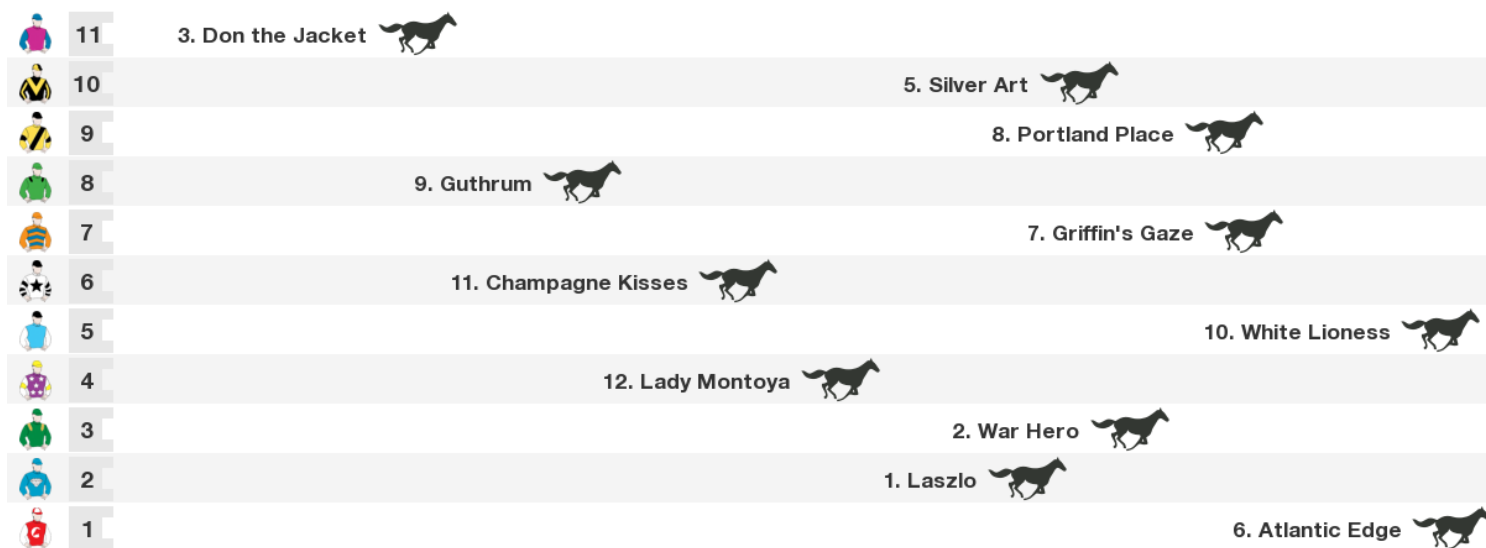 11 3. Don the Jacket
10 5. Silver Art
9 8. Portland Place
8 9. Guthrum
7 7. Griffin's Gaze
6 11. Champagne Kisses
5 10. White Lioness
4 12. Lady Montoya
3 2. War Hero
2 1. Laszlo
1 6. Atlantic Edge